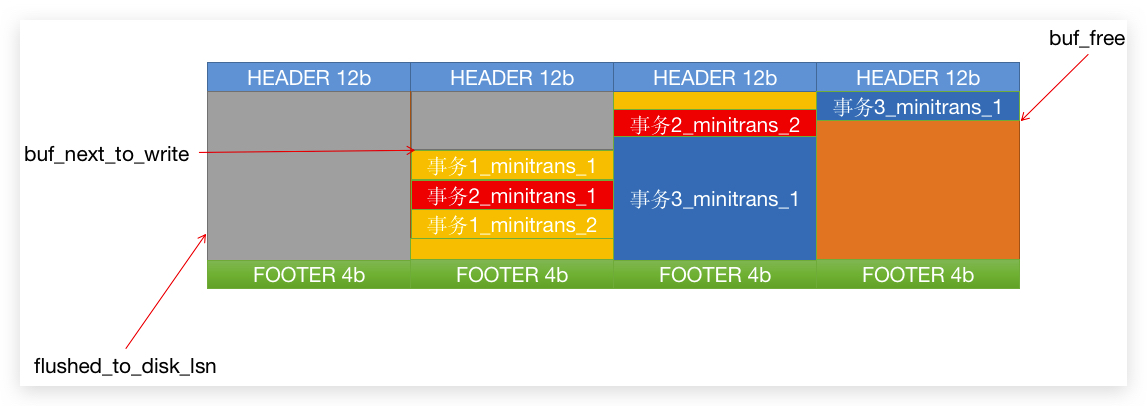 buf_free
HEADER 12b HEADER 12b HEADER 12b HEADER 12b
事务3_minitrans_1
事务2_minitrans_2
buf_next_to_write
事务1_minitrans_1
事务2_minitrans_1
事务3_minitrans_1
事务1_minitrans_2
FOOTER 4b FOOTER 4b FOOTER 4b FOOTER 4b
flushed_to_disk_lsn